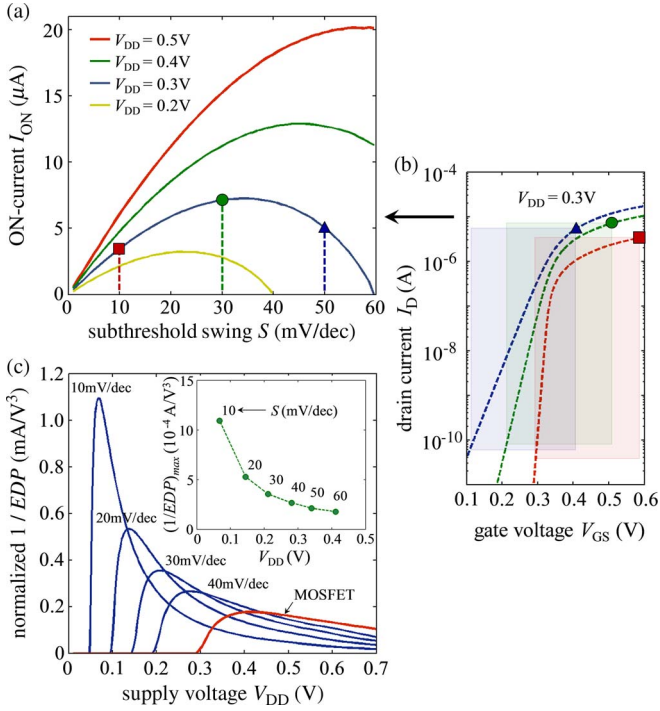 (a)
20
15
10
5
0
ON-current I_ON (μA)
V_DD = 0.5V
V_DD = 0.4V
V_DD = 0.3V
V_DD = 0.2V
0 10 20 30 40 50 60
subthreshold swing S (mV/dec)
(b)
10⁻⁴
10⁻⁶
10⁻⁸
10⁻¹⁰
drain current I_D (A)
V_DD = 0.3V
0.1 0.2 0.3 0.4 0.5 0.6
gate voltage V_GS (V)
(c)
1.2
1.0
0.8
0.6
0.4
0.2
0
normalized 1 / EDP (mA/V³)
10mV/dec
20mV/dec
30mV/dec
40mV/dec
MOSFET
0 0.1 0.2 0.3 0.4 0.5 0.6 0.7
supply voltage V_DD (V)
15
10
5
0
(1/EDP)_max (10⁻⁴ A/V³)
10 S (mV/dec)
20
30
40
50
60
0 0.1 0.2 0.3 0.4 0.5
V_DD (V)